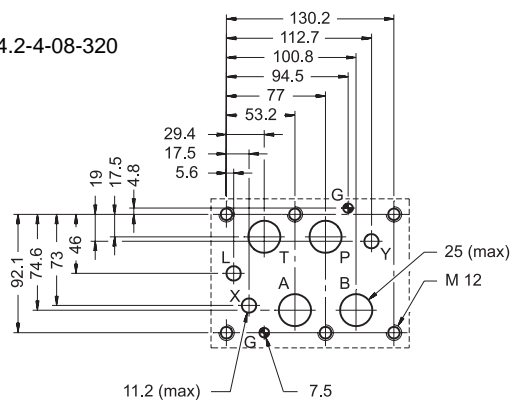 130.2
4.2-4-08-320
112.7
100.8
94.5
77
53.2
29.4
17.5
5.6
19
17.5
4.8
G
92.1
74.6
73
46
T
P
Y
L
25 (max)
A
B
M 12
X
G
11.2 (max)
7.5